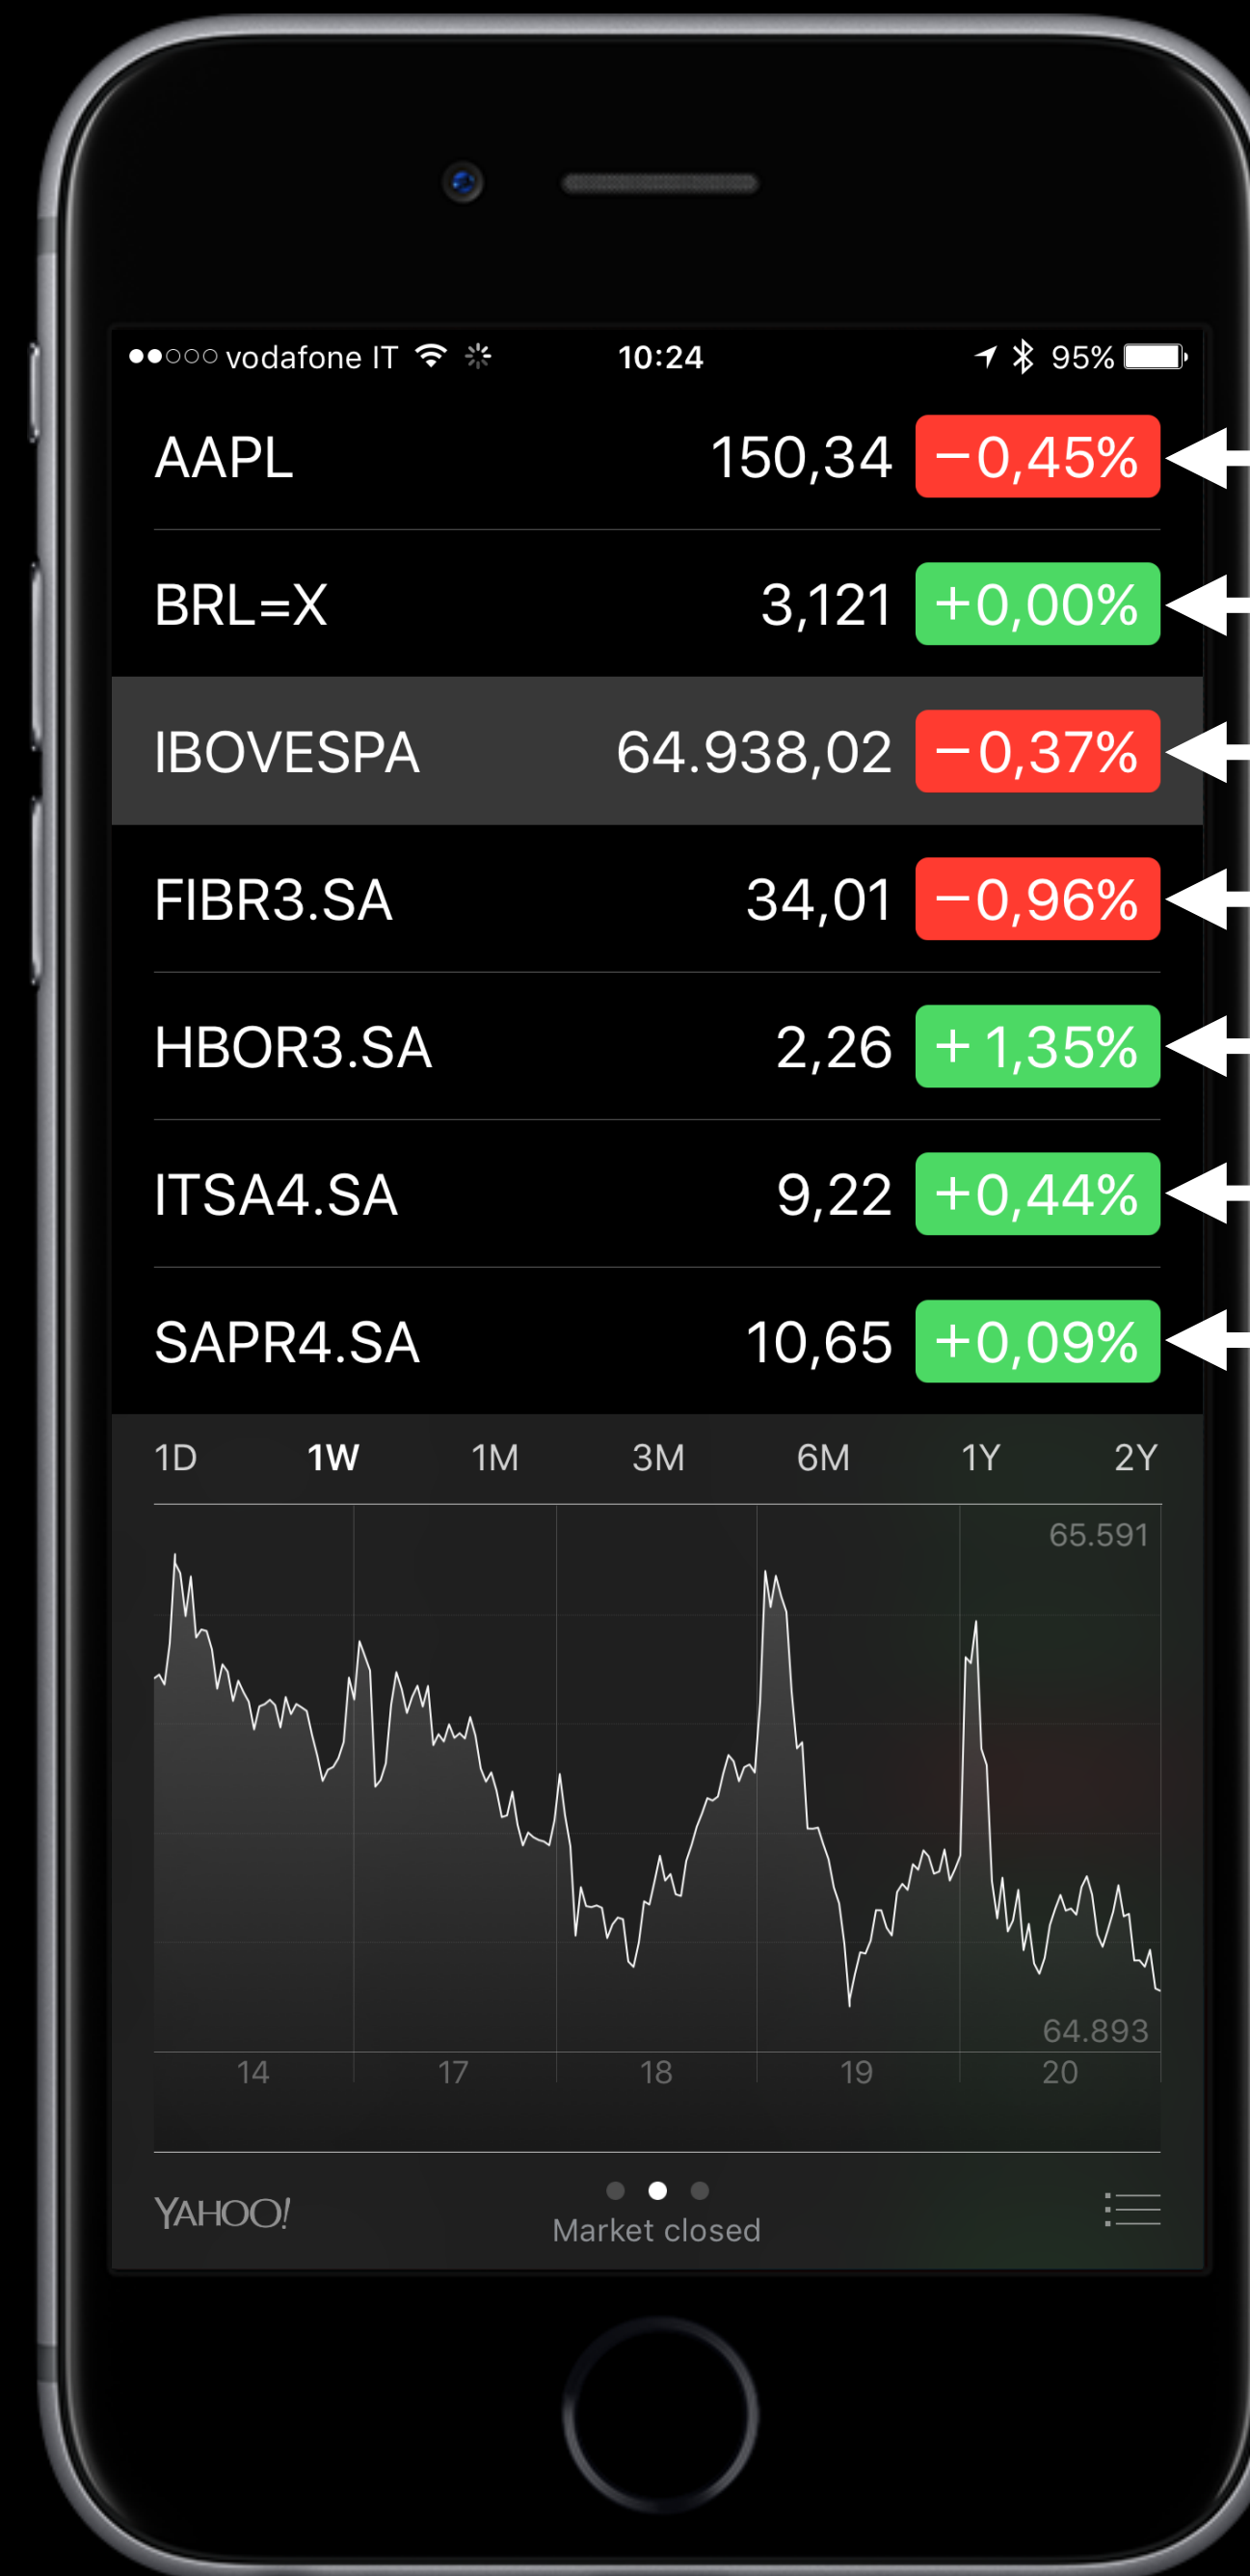 vodafone IT 10:24 95%
AAPL 150,34 −0,45%
BRL=X 3,121 +0,00%
IBOVESPA 64.938,02 −0,37%
FIBR3.SA 34,01 −0,96%
HBOR3.SA 2,26 +1,35%
ITSA4.SA 9,22 +0,44%
SAPR4.SA 10,65 +0,09%
1D 1W 1M 3M 6M 1Y 2Y
65.591
64.893
14 17 18 19 20
YAHOO!
Market closed